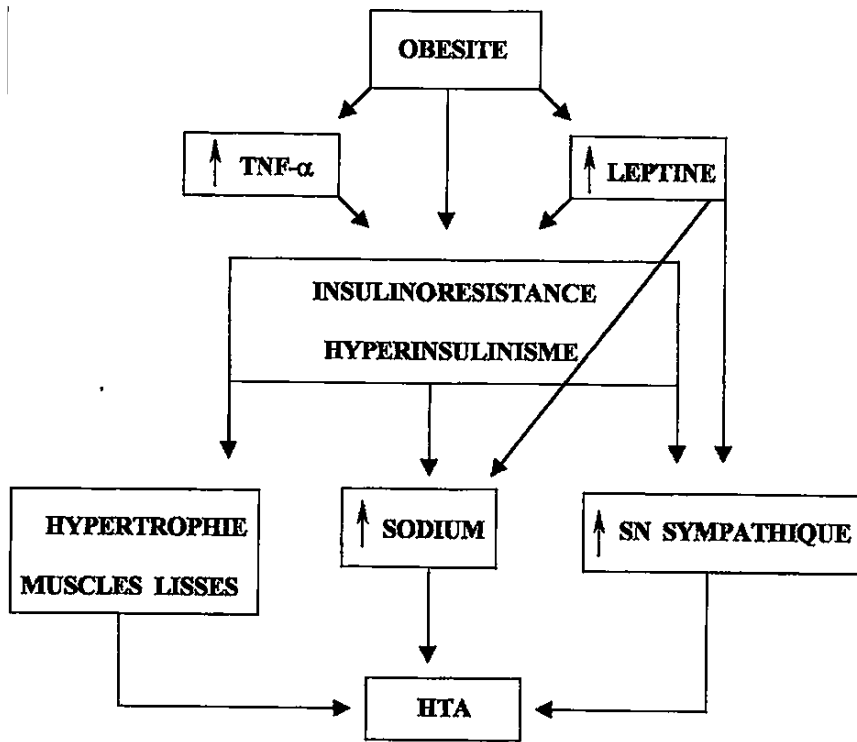 OBESITE
↑ TNF-α
↑ LEPTINE
INSULINORESISTANCE
HYPERINSULINISME
HYPERTROPHIE
MUSCLES LISSES
↑ SODIUM
↑ SN SYMPATHIQUE
HTA